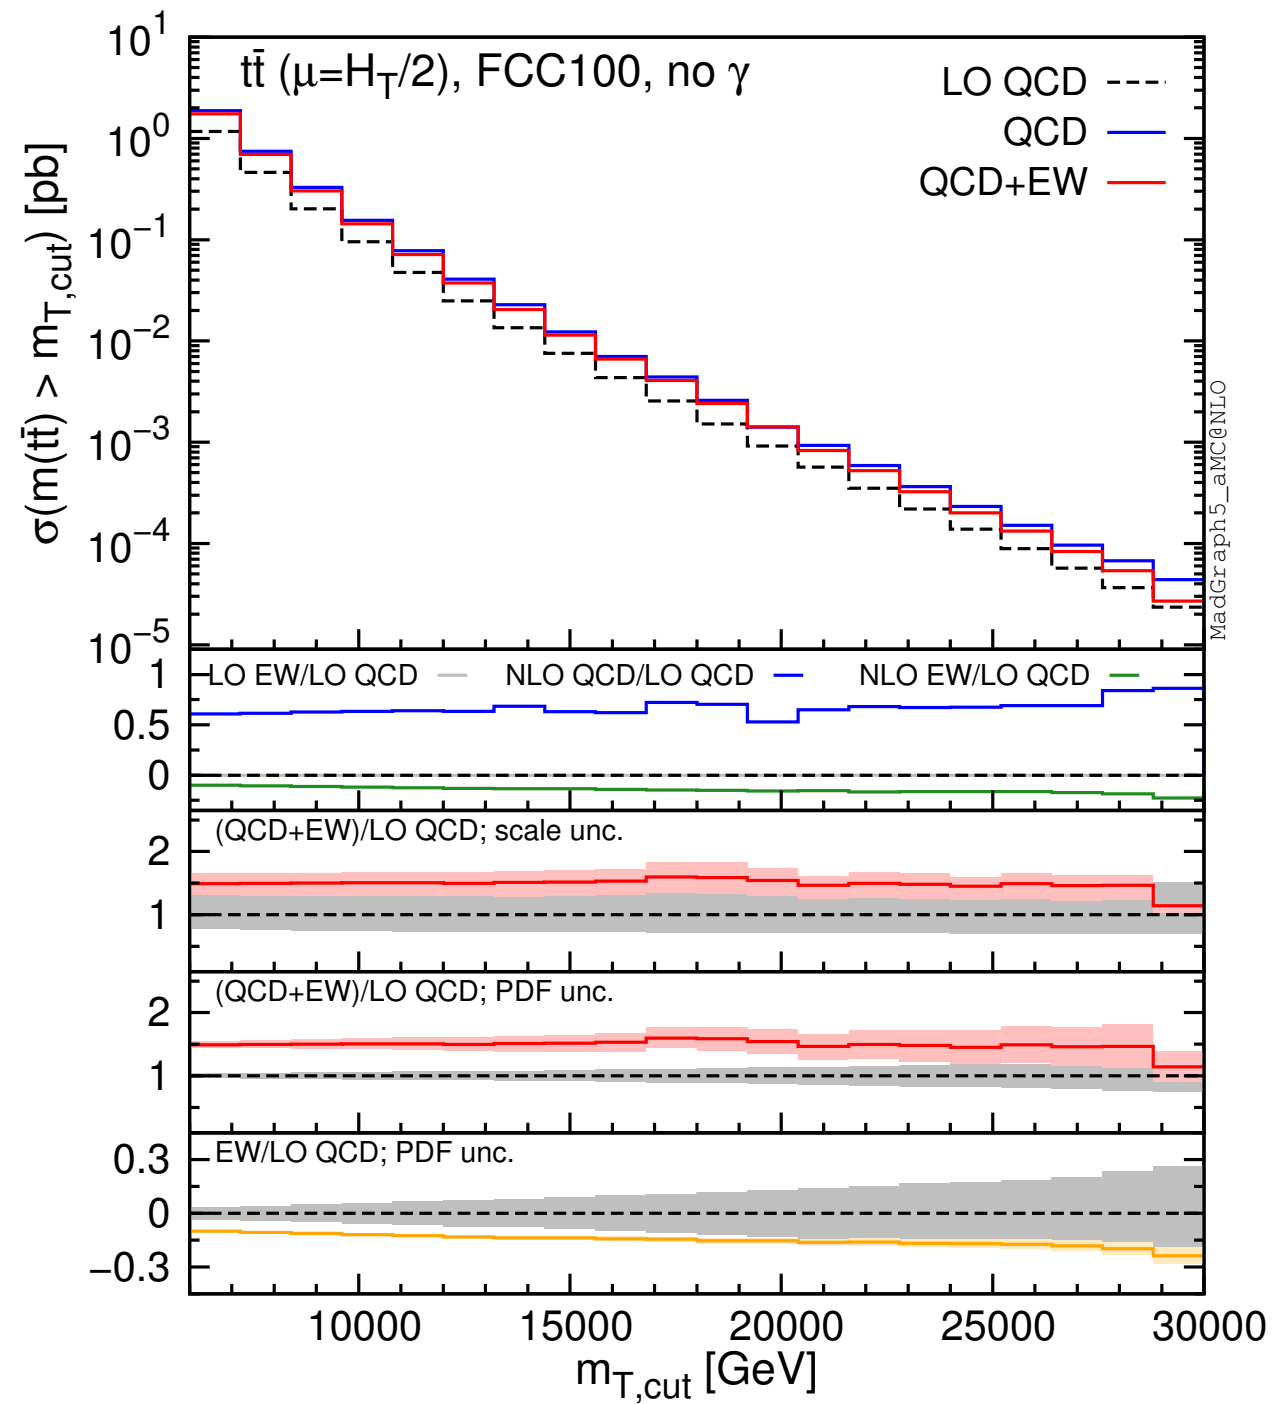 tt̄ (μ=H_T/2), FCC100, no γ
LO QCD
QCD
QCD+EW
σ(m(tt̄) > m_T,cut) [pb]
10^1
10^0
10^−1
10^−2
10^−3
10^−4
10^−5
MadGraph5_aMC@NLO
LO EW/LO QCD NLO QCD/LO QCD NLO EW/LO QCD
1
0.5
0
(QCD+EW)/LO QCD; scale unc.
2
1
(QCD+EW)/LO QCD; PDF unc.
2
1
EW/LO QCD; PDF unc.
0.3
0
−0.3
10000 15000 20000 25000 30000
m_T,cut [GeV]